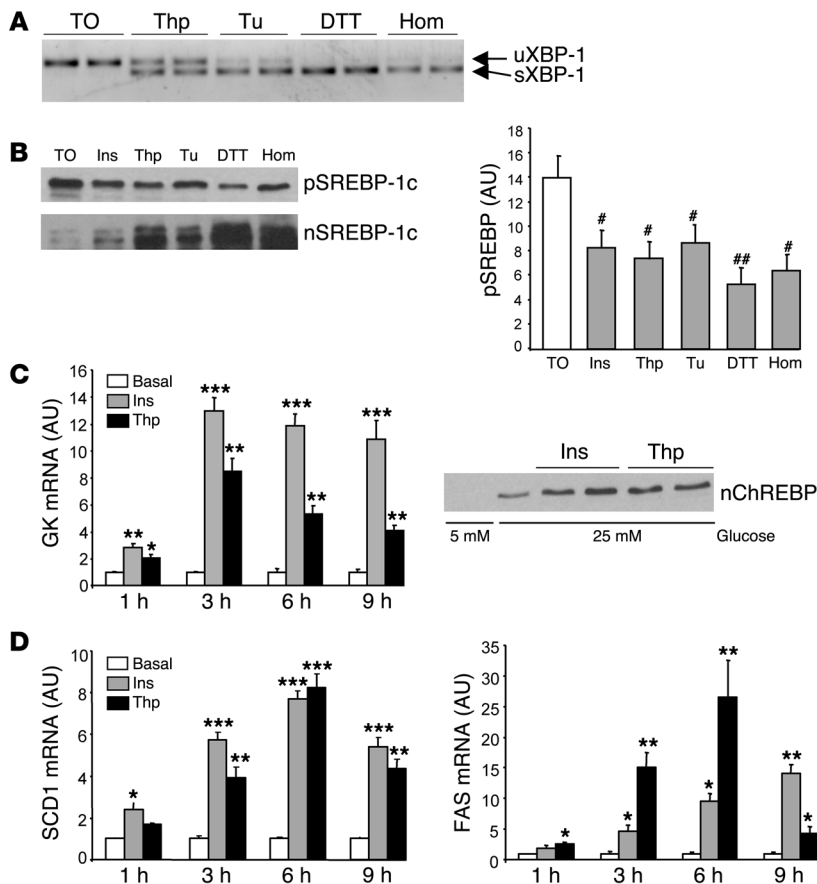 A
TO Thp Tu DTT Hom
uXBP-1
sXBP-1
B
TO Ins Thp Tu DTT Hom
pSREBP-1c
nSREBP-1c
pSREBP (AU)
18
16
14
12
10
8
6
4
2
0
# # # ## #
TO Ins Thp Tu DTT Hom
C
GK mRNA (AU)
16
14
12
10
8
6
4
2
0
Basal
Ins
Thp
** * *** ** *** ** *** **
1 h 3 h 6 h 9 h
Ins Thp
nChREBP
5 mM 25 mM Glucose
D
SCD1 mRNA (AU)
10
8
6
4
2
0
Basal
Ins
Thp
* *** ** *** *** *** **
1 h 3 h 6 h 9 h
FAS mRNA (AU)
35
30
25
20
15
10
5
0
* * ** * ** ** *
1 h 3 h 6 h 9 h